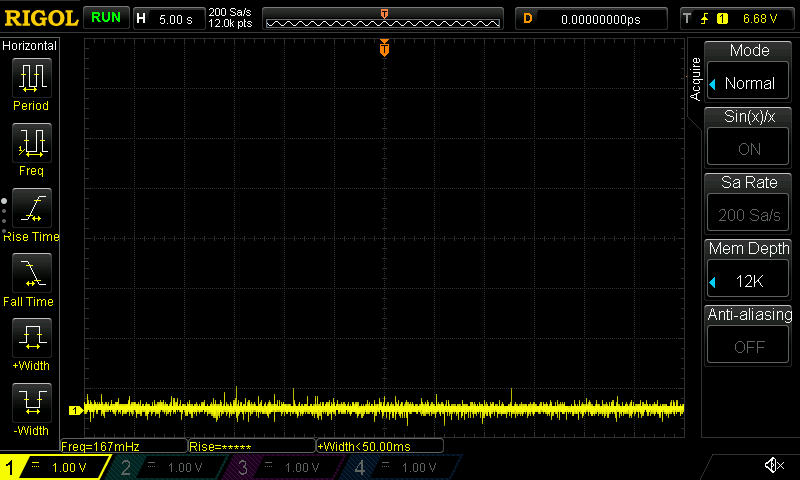 RIGOL RUN H 5.00 s 200 Sa/s T D 0.00000000ps T 1 6.68 V
12.0k pts
Horizontal
T
Period
Freq
Rise Time
Fall Time
+Width
-Width
Acquire
Mode
Normal
Sin(x)/x
ON
Sa Rate
200 Sa/s
Mem Depth
12K
Anti-aliasing
OFF
1
Freq=167mHz Rise=***** +Width<50.00ms
1 = 1.00 V 2 = 1.00 V 3 = 1.00 V 4 = 1.00 V